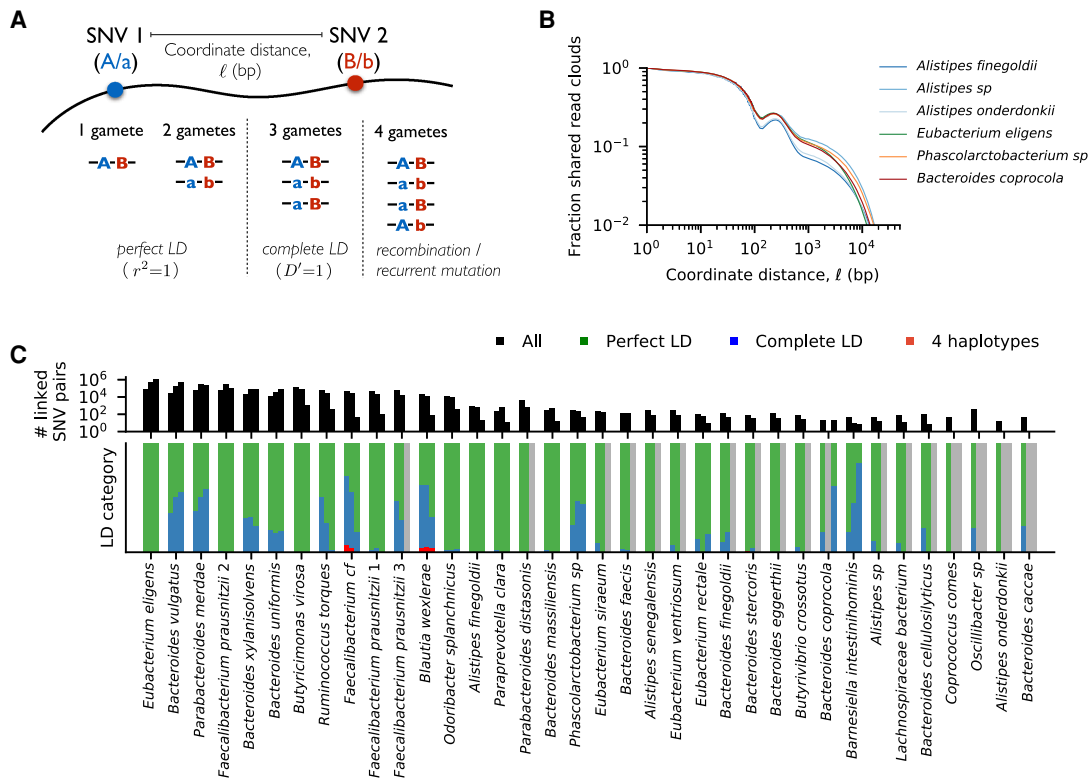 A
SNV 1
(A/a)
Coordinate distance,
ℓ (bp)
SNV 2
(B/b)
1 gamete
2 gametes
3 gametes
4 gametes
A B
A B
a b
A B
a b
a B
A B
a b
a B
A b
perfect LD
( r²=1 )
complete LD
( D′=1 )
recombination /
recurrent mutation
B
Fraction shared read clouds
10⁰
10⁻¹
10⁻²
10⁰ 10¹ 10² 10³ 10⁴
Coordinate distance, ℓ (bp)
Alistipes finegoldii
Alistipes sp
Alistipes onderdonkii
Eubacterium eligens
Phascolarctobacterium sp
Bacteroides coprocola
C
All
Perfect LD
Complete LD
4 haplotypes
# linked
SNV pairs
10⁶
10⁴
10²
10⁰
LD category
Eubacterium eligens
Bacteroides vulgatus
Parabacteroides merdae
Faecalibacterium prausnitzii 2
Bacteroides xylanisolvens
Bacteroides uniformis
Butyricimonas virosa
Ruminococcus torques
Faecalibacterium cf
Faecalibacterium prausnitzii 1
Faecalibacterium prausnitzii 3
Blautia wexlerae
Odoribacter splanchnicus
Alistipes finegoldii
Paraprevotella clara
Parabacteroides distasonis
Bacteroides massiliensis
Phascolarctobacterium sp
Eubacterium siraeum
Bacteroides faecis
Alistipes senegalensis
Eubacterium ventriosum
Eubacterium rectale
Bacteroides finegoldii
Bacteroides stercoris
Bacteroides eggerthii
Butyrivibrio crossotus
Bacteroides coprocola
Barnesiella intestinihominis
Alistipes sp
Lachnospiraceae bacterium
Bacteroides cellulosilyticus
Coprococcus comes
Oscillibacter sp
Alistipes onderdonkii
Bacteroides caccae